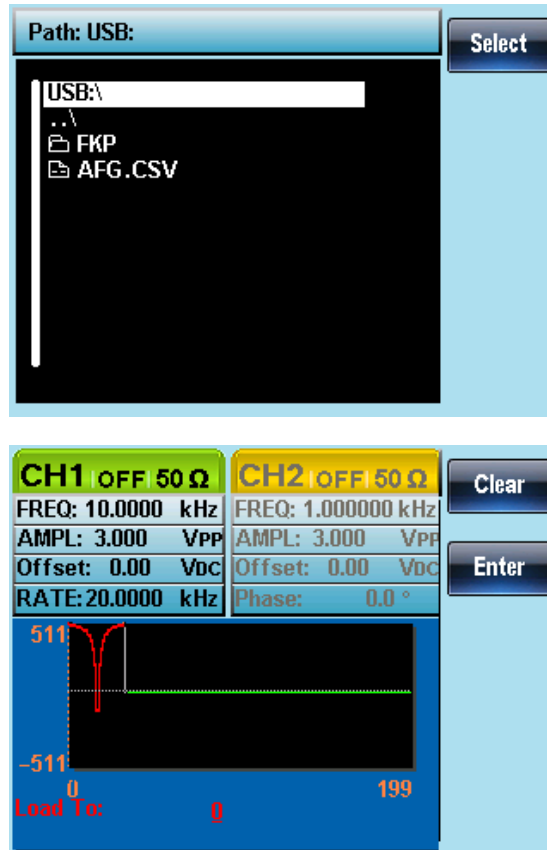 Path: USB:
Select
USB:\
..\
FKP
AFG.CSV
CH1 OFF 50 Ω
CH2 OFF 50 Ω
Clear
FREQ: 10.0000 kHz
FREQ: 1.000000 kHz
AMPL: 3.000 VPP
AMPL: 3.000 VPP
Enter
Offset: 0.00 VDC
Offset: 0.00 VDC
RATE: 20.0000 kHz
Phase: 0.0 °
511
-511
0
199
Load To: 0